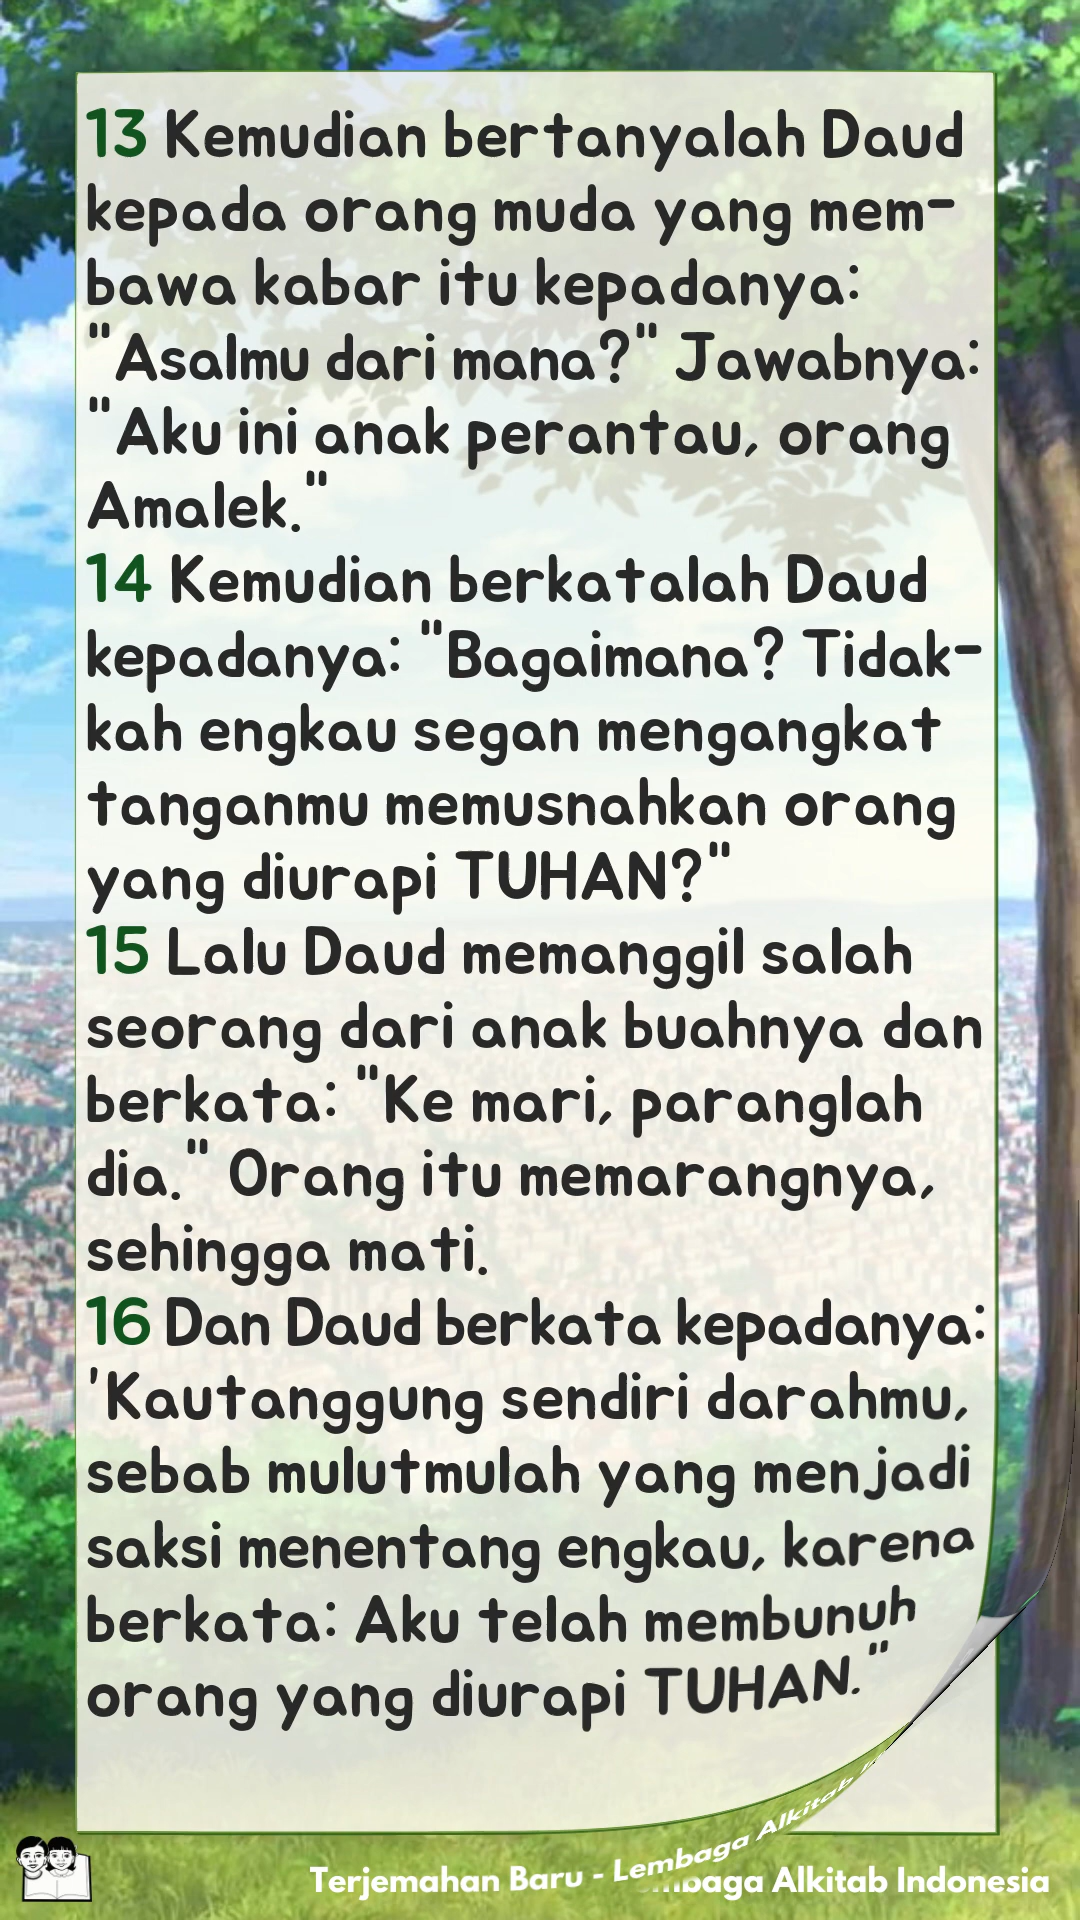 13 Kemudian bertanyalah Daud
kepada orang muda yang mem-
bawa kabar itu kepadanya:
"Asalmu dari mana?" Jawabnya:
"Aku ini anak perantau, orang
Amalek."
14 Kemudian berkatalah Daud
kepadanya: "Bagaimana? Tidak-
kah engkau segan mengangkat
tanganmu memusnahkan orang
yang diurapi TUHAN?"
15 Lalu Daud memanggil salah
seorang dari anak buahnya dan
berkata: "Ke mari, paranglah
dia." Orang itu memarangnya,
sehingga mati.
16 Dan Daud berkata kepadanya:
'Kautanggung sendiri darahmu,
sebab mulutmulah yang menjadi
saksi menentang engkau, karena
berkata: Aku telah membunuh
orang yang diurapi TUHAN."
Terjemahan Baru - Lembaga Alkitab
Alkitab Indonesia